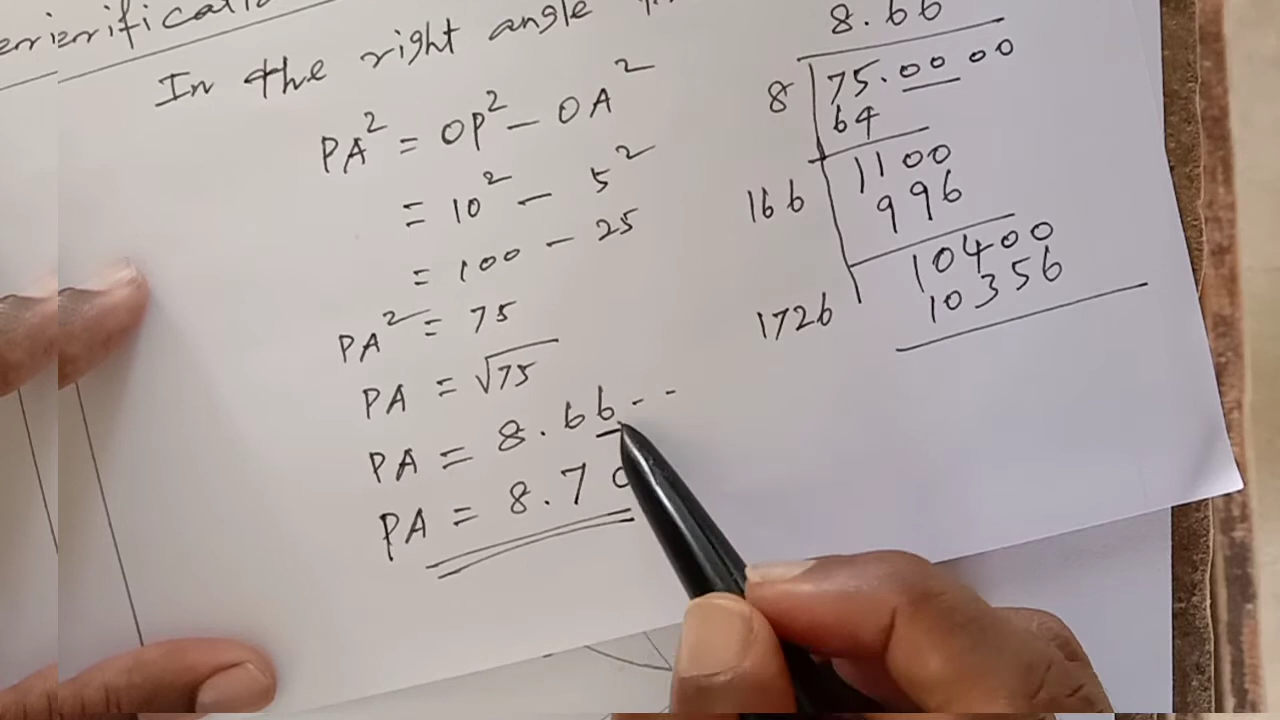 In the right angle
PA² = OP² - OA²
= 10² - 5²
= 100 - 25
PA² = 75
PA = √75
PA = 8.66--
PA = 8.7
8.66
8 75.00 00
64
166 1100
996
1726 10400
10356